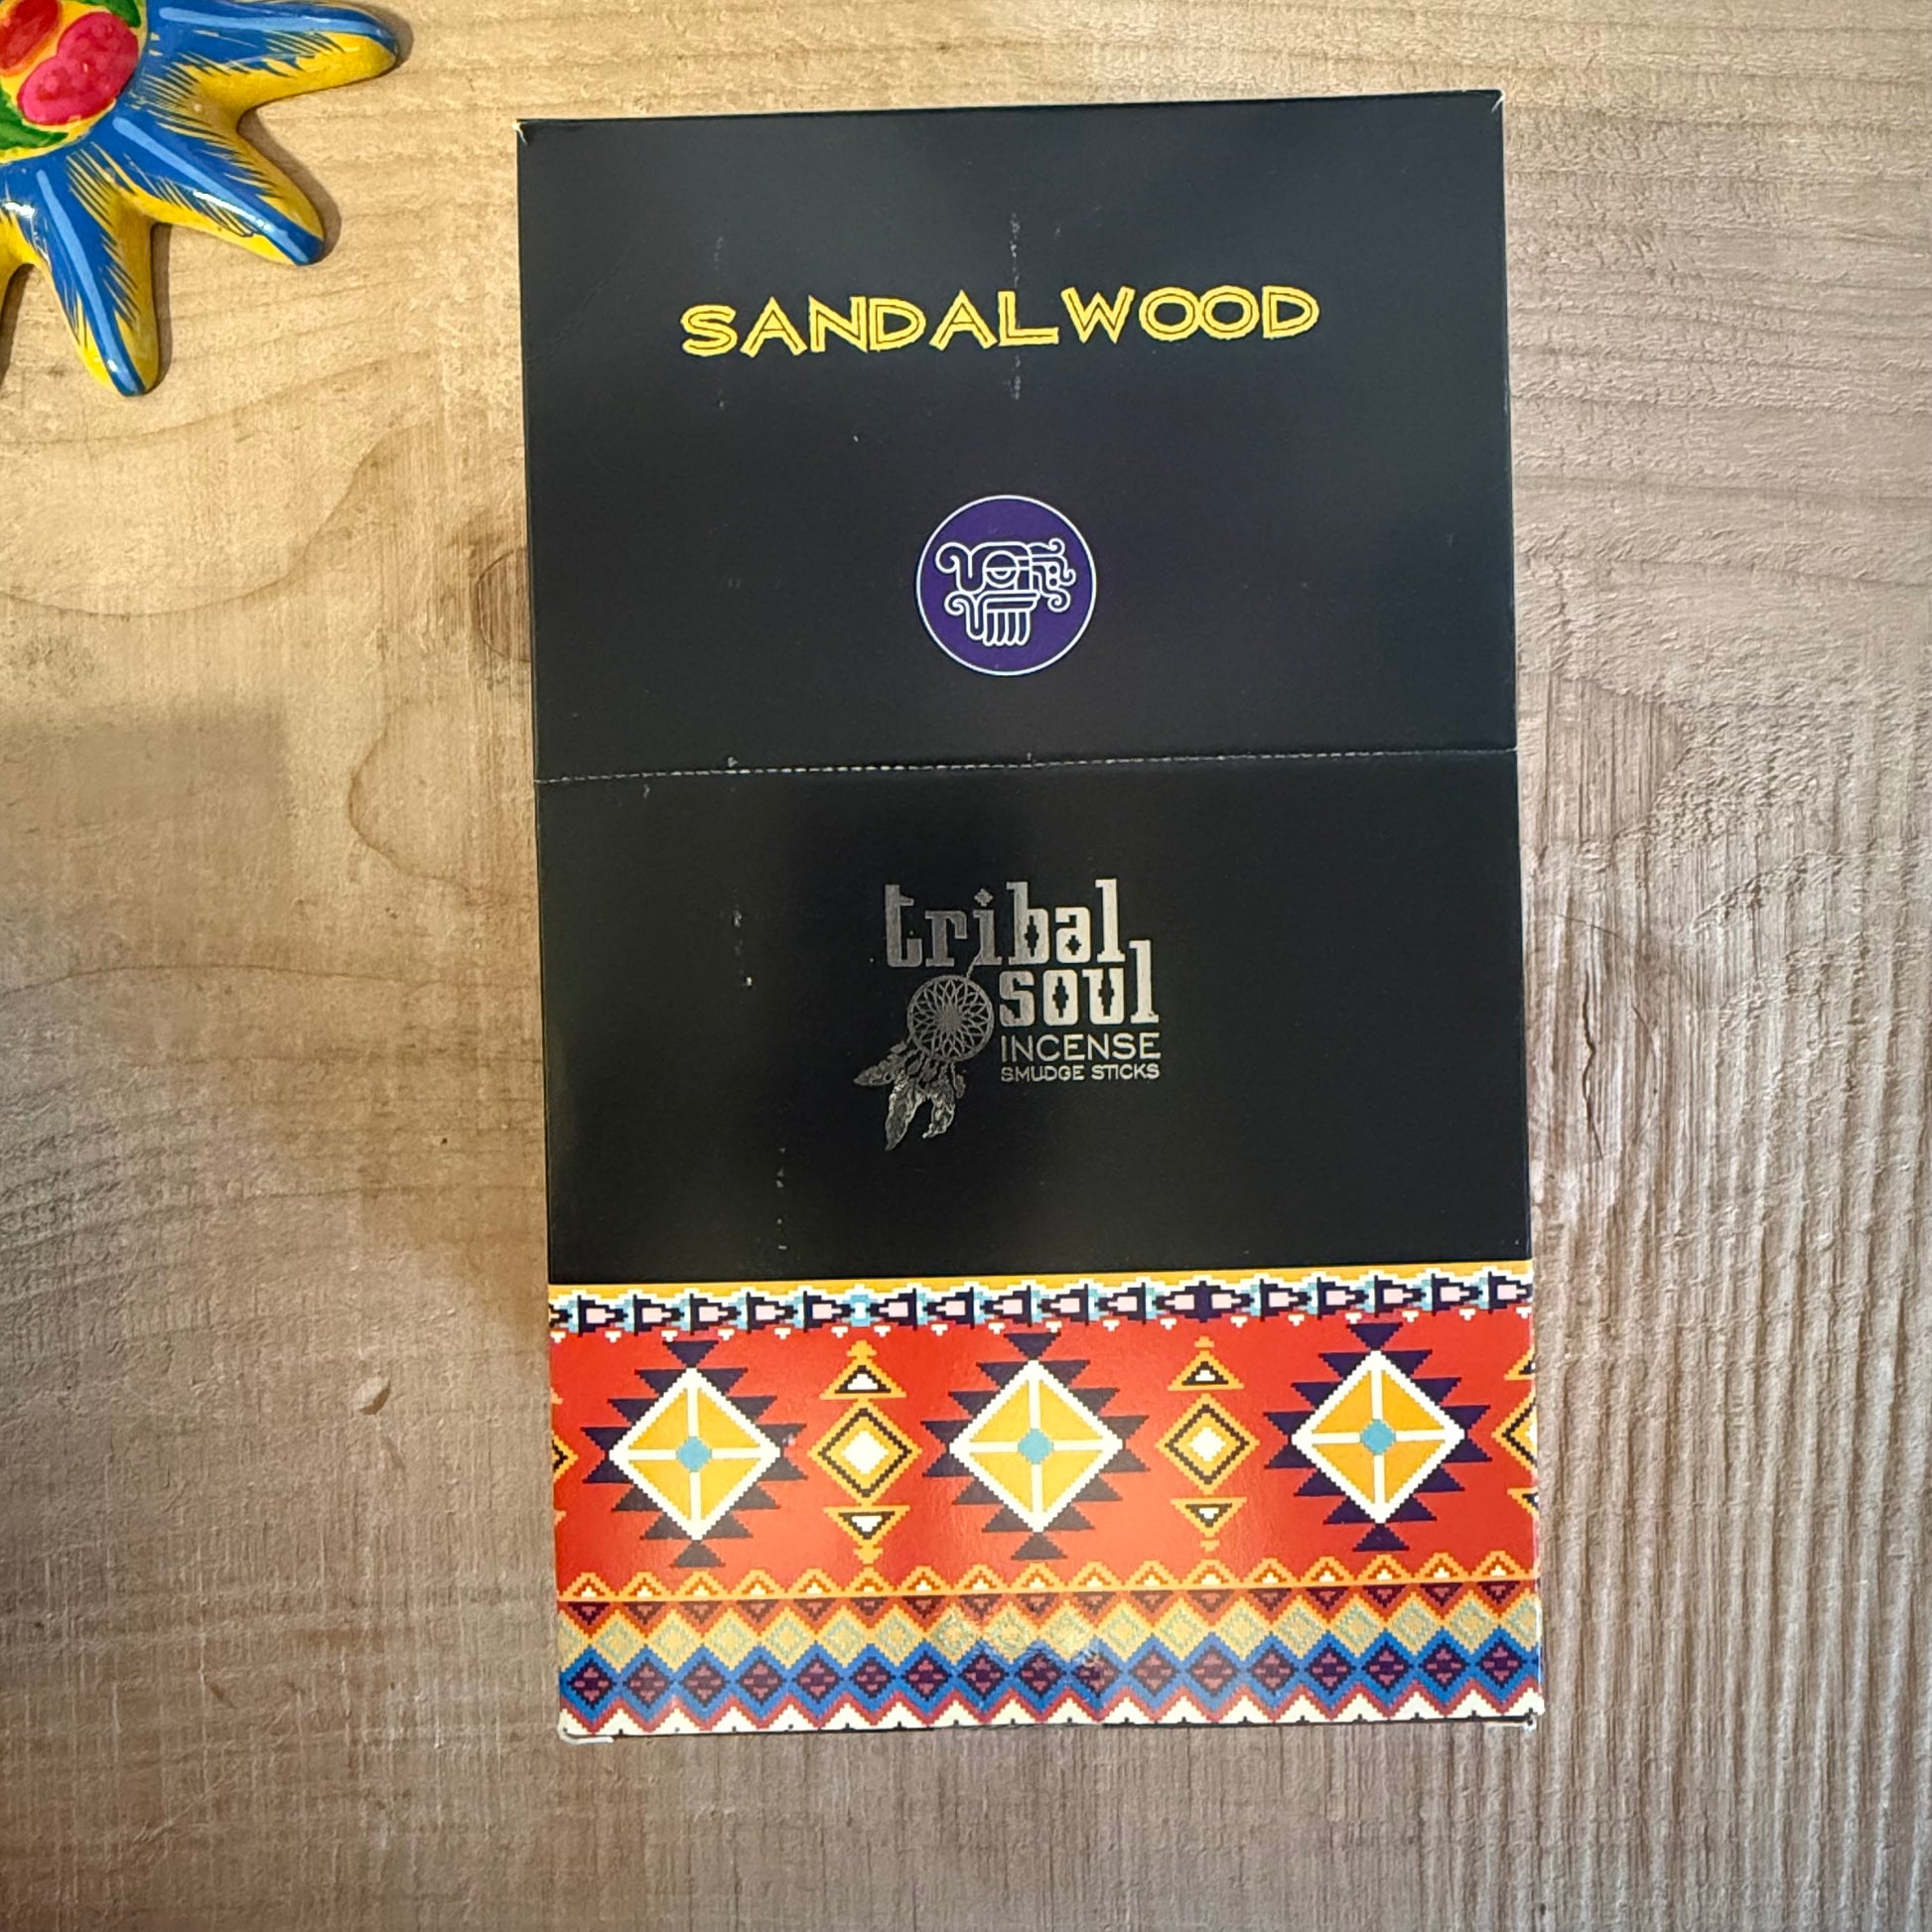 SANDALWOOD
tribal
soul
INCENSE
SMUDGE STICKS